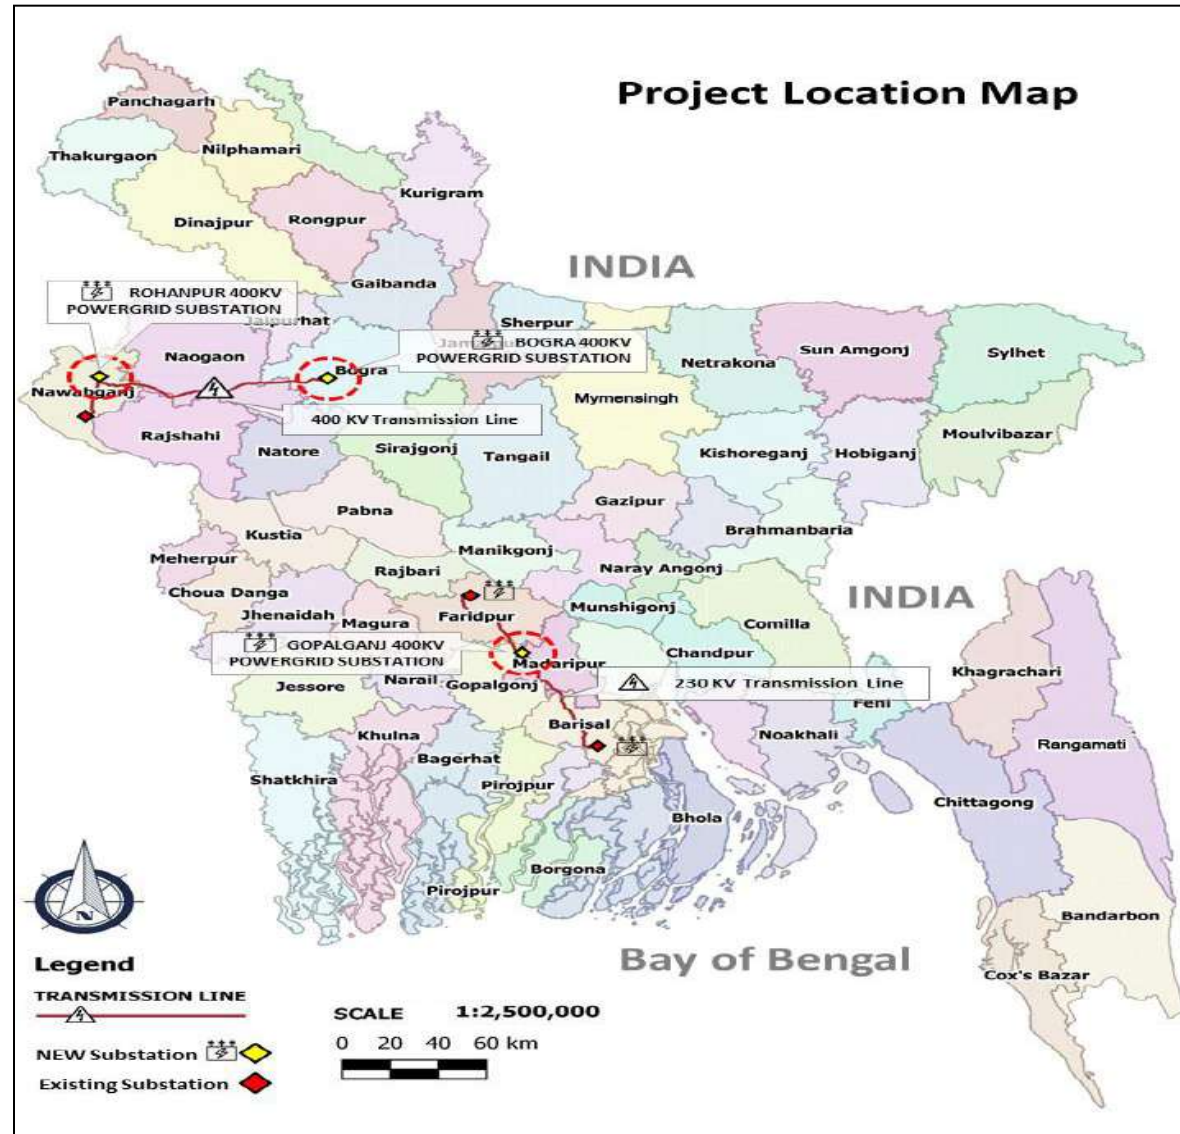 Project Location Map
Panchagarh
Thakurgaon
Nilphamari
Kurigram
Dinajpur
Rongpur
INDIA
Gaibanda
ROHANPUR 400KV
POWERGRID SUBSTATION
Sherpur
BOGRA 400KV
POWERGRID SUBSTATION
Naogaon
Bogra
Netrakona
Sun Amgonj
Sylhet
Nawabganj
Mymensingh
400 KV Transmission Line
Rajshahi
Natore
Sirajgonj
Tangail
Kishoreganj
Hobiganj
Moulvibazar
Gazipur
Pabna
Brahmanbaria
Kustia
Manikgonj
Meherpur
Rajbari
Naray Angonj
Choua Danga
INDIA
Jhenaidah
Magura
Faridpur
Munshigonj
Comilla
GOPALGANJ 400KV
POWERGRID SUBSTATION
Madaripur
Chandpur
Khagrachari
Jessore
Narail
Gopalgonj
230 KV Transmission Line
Feni
Khulna
Barisal
Noakhali
Rangamati
Shatkhira
Bagerhat
Pirojpur
Chittagong
Bhola
Borgona
Pirojpur
N
Bandarbon
Bay of Bengal
Cox's Bazar
Legend
TRANSMISSION LINE
SCALE 1:2,500,000
0 20 40 60 km
NEW Substation
Existing Substation